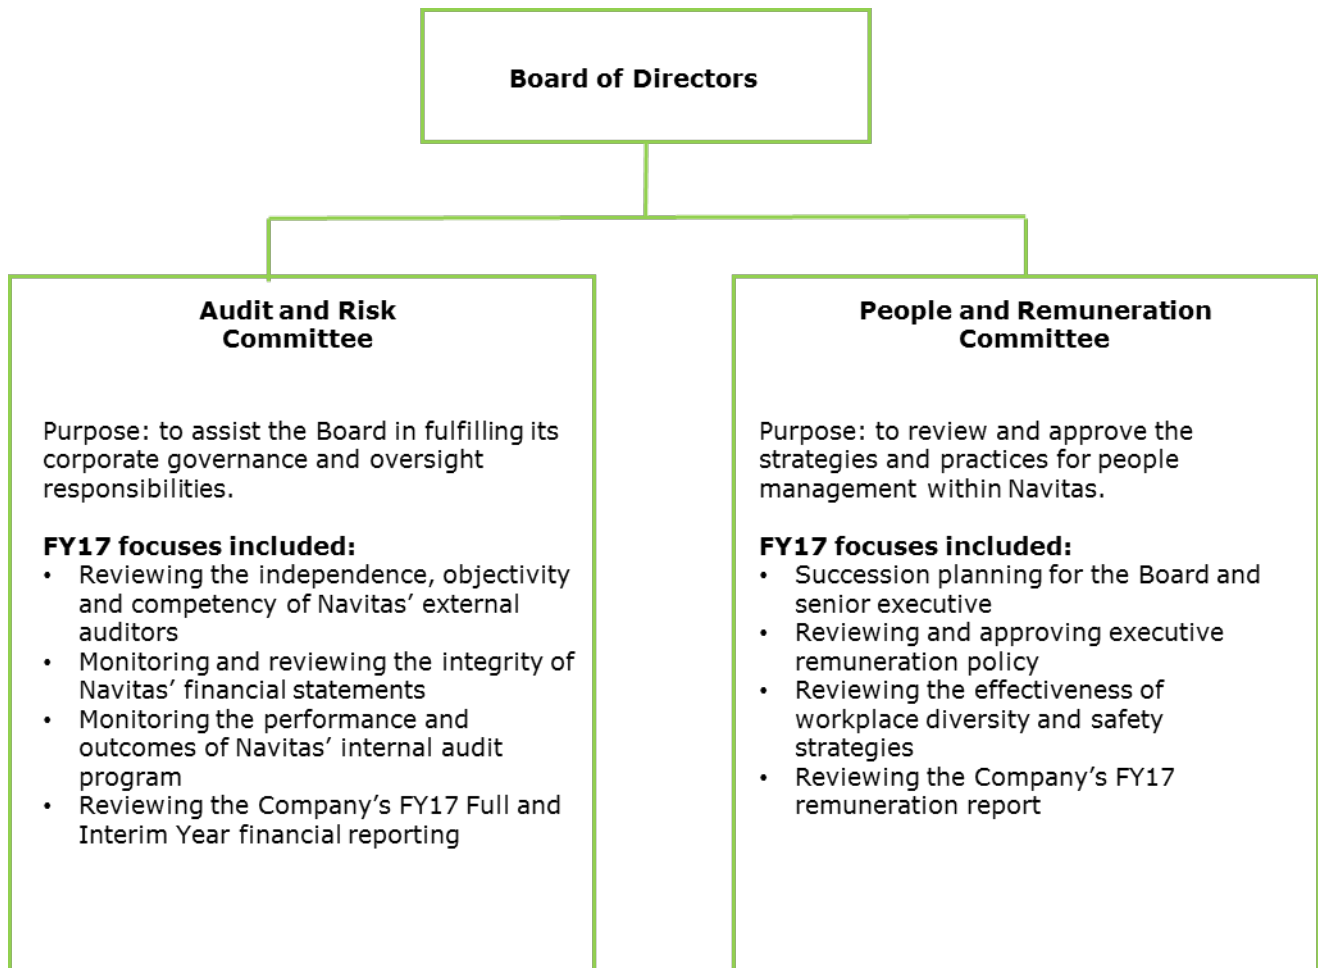 Board of Directors
Audit and Risk
Committee
Purpose: to assist the Board in fulfilling its
corporate governance and oversight
responsibilities.
FY17 focuses included:
• Reviewing the independence, objectivity
and competency of Navitas’ external
auditors
• Monitoring and reviewing the integrity of
Navitas’ financial statements
• Monitoring the performance and
outcomes of Navitas’ internal audit
program
• Reviewing the Company’s FY17 Full and
Interim Year financial reporting
People and Remuneration
Committee
Purpose: to review and approve the
strategies and practices for people
management within Navitas.
FY17 focuses included:
• Succession planning for the Board and
senior executive
• Reviewing and approving executive
remuneration policy
• Reviewing the effectiveness of
workplace diversity and safety
strategies
• Reviewing the Company’s FY17
remuneration report